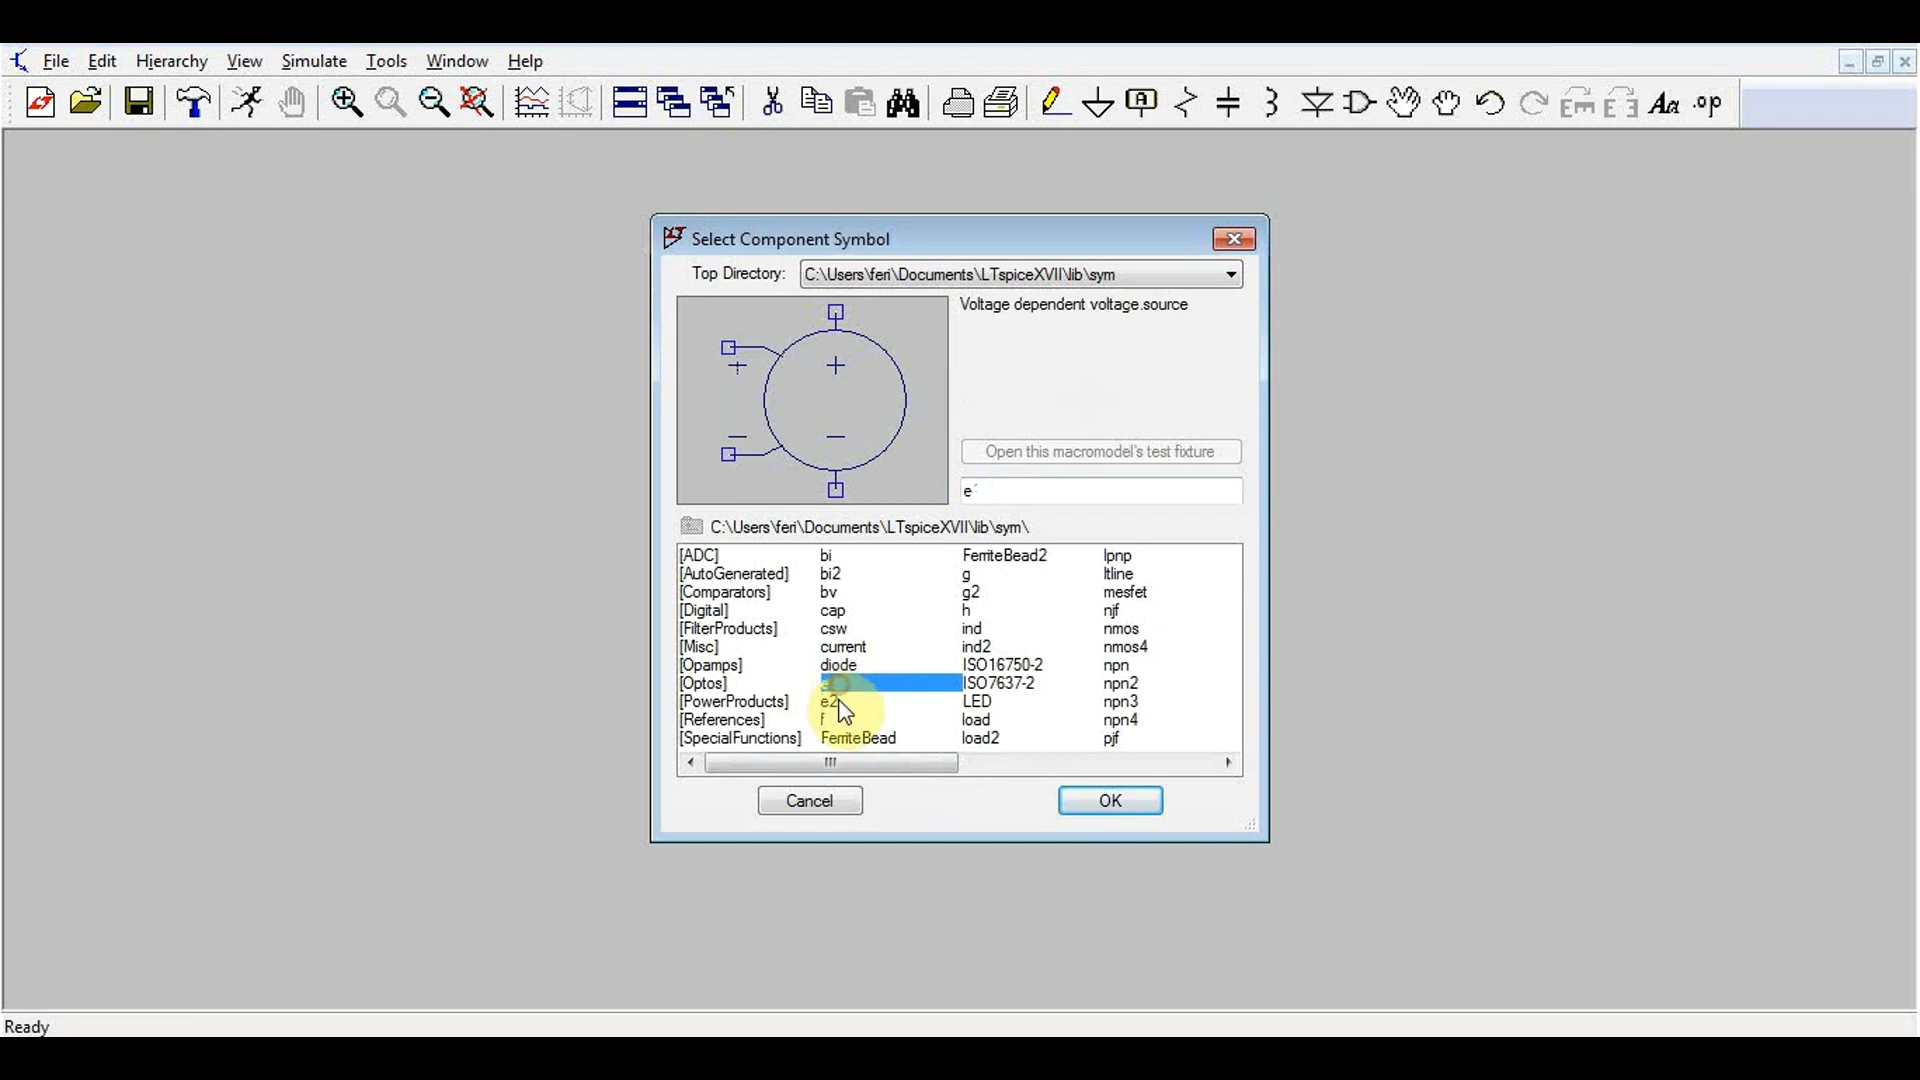 File Edit Hierarchy View Simulate Tools Window Help
A Aa .op
Select Component Symbol
Top Directory: C:\Users\feri\Documents\LTspiceXVII\lib\sym
Voltage dependent voltage source
+ +
− −
Open this macromodel's test fixture
e
C:\Users\feri\Documents\LTspiceXVII\lib\sym\
[ADC] bi FerriteBead2 lpnp
[AutoGenerated] bi2 g ltline
[Comparators] bv g2 mesfet
[Digital] cap h njf
[FilterProducts] csw ind nmos
[Misc] current ind2 nmos4
[Opamps] diode ISO16750-2 npn
[Optos] ISO7637-2 npn2
[PowerProducts] e2 LED npn3
[References] f load npn4
[SpecialFunctions] FerriteBead load2 pjf
Cancel OK
Ready